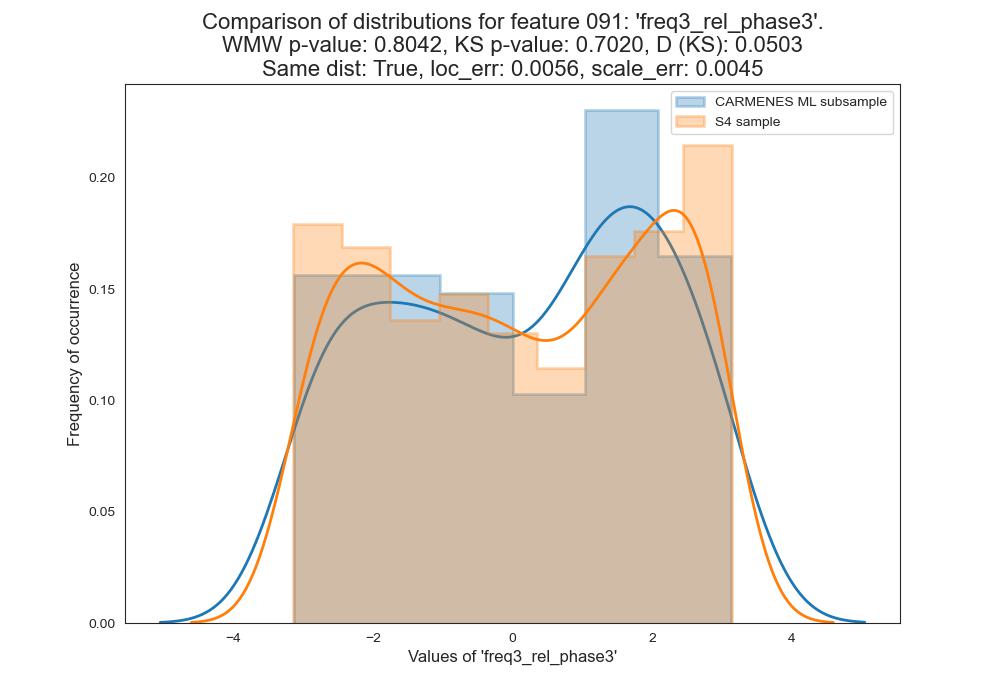 Comparison of distributions for feature 091: 'freq3_rel_phase3'.
WMW p-value: 0.8042, KS p-value: 0.7020, D (KS): 0.0503
Same dist: True, loc_err: 0.0056, scale_err: 0.0045
CARMENES ML subsample
S4 sample
Frequency of occurrence
0.20
0.15
0.10
0.05
0.00
−4
−2
0
2
4
Values of 'freq3_rel_phase3'